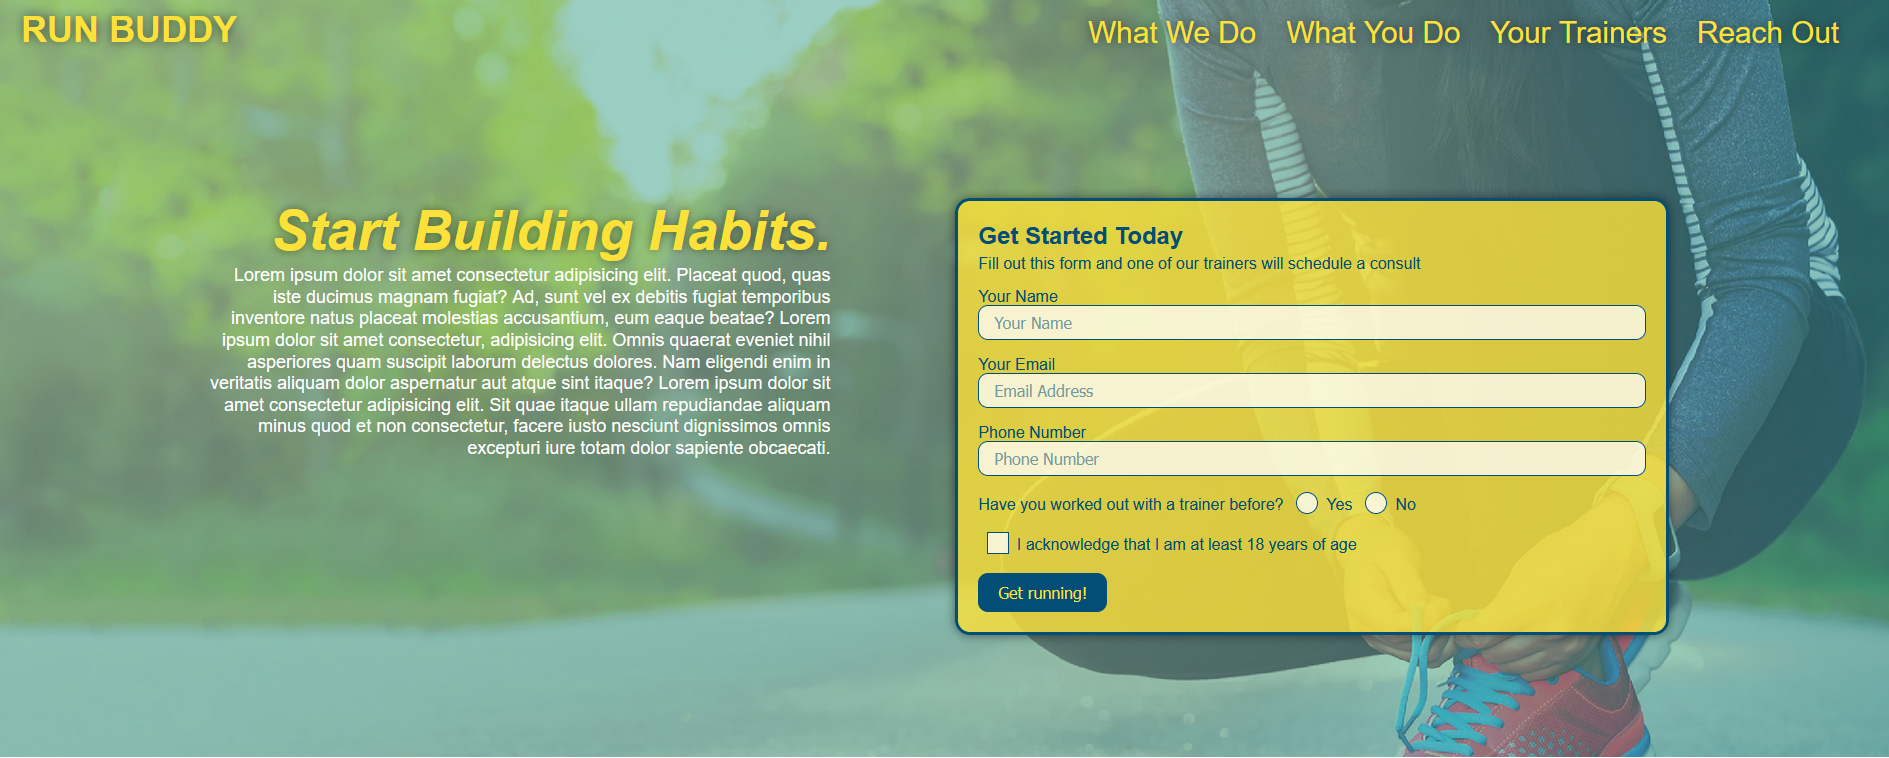 RUN BUDDY
What We Do
What You Do
Your Trainers
Reach Out
Start Building Habits.
Lorem ipsum dolor sit amet consectetur adipisicing elit. Placeat quod, quas
iste ducimus magnam fugiat? Ad, sunt vel ex debitis fugiat temporibus
inventore natus placeat molestias accusantium, eum eaque beatae? Lorem
ipsum dolor sit amet consectetur, adipisicing elit. Omnis quaerat eveniet nihil
asperiores quam suscipit laborum delectus dolores. Nam eligendi enim in
veritatis aliquam dolor aspernatur aut atque sint itaque? Lorem ipsum dolor sit
amet consectetur adipisicing elit. Sit quae itaque ullam repudiandae aliquam
minus quod et non consectetur, facere iusto nesciunt dignissimos omnis
excepturi iure totam dolor sapiente obcaecati.
Get Started Today
Fill out this form and one of our trainers will schedule a consult
Your Name
Your Name
Your Email
Email Address
Phone Number
Phone Number
Have you worked out with a trainer before? Yes No
I acknowledge that I am at least 18 years of age
Get running!